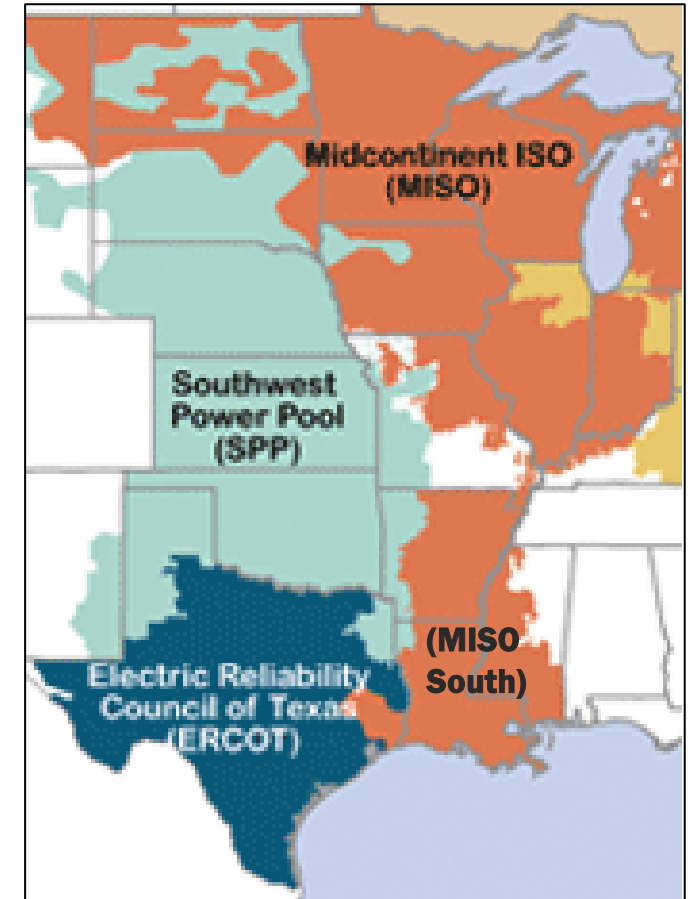 Midcontinent ISO
(MISO)
Southwest
Power Pool
(SPP)
(MISO
South)
Electric Reliability
Council of Texas
(ERCOT)